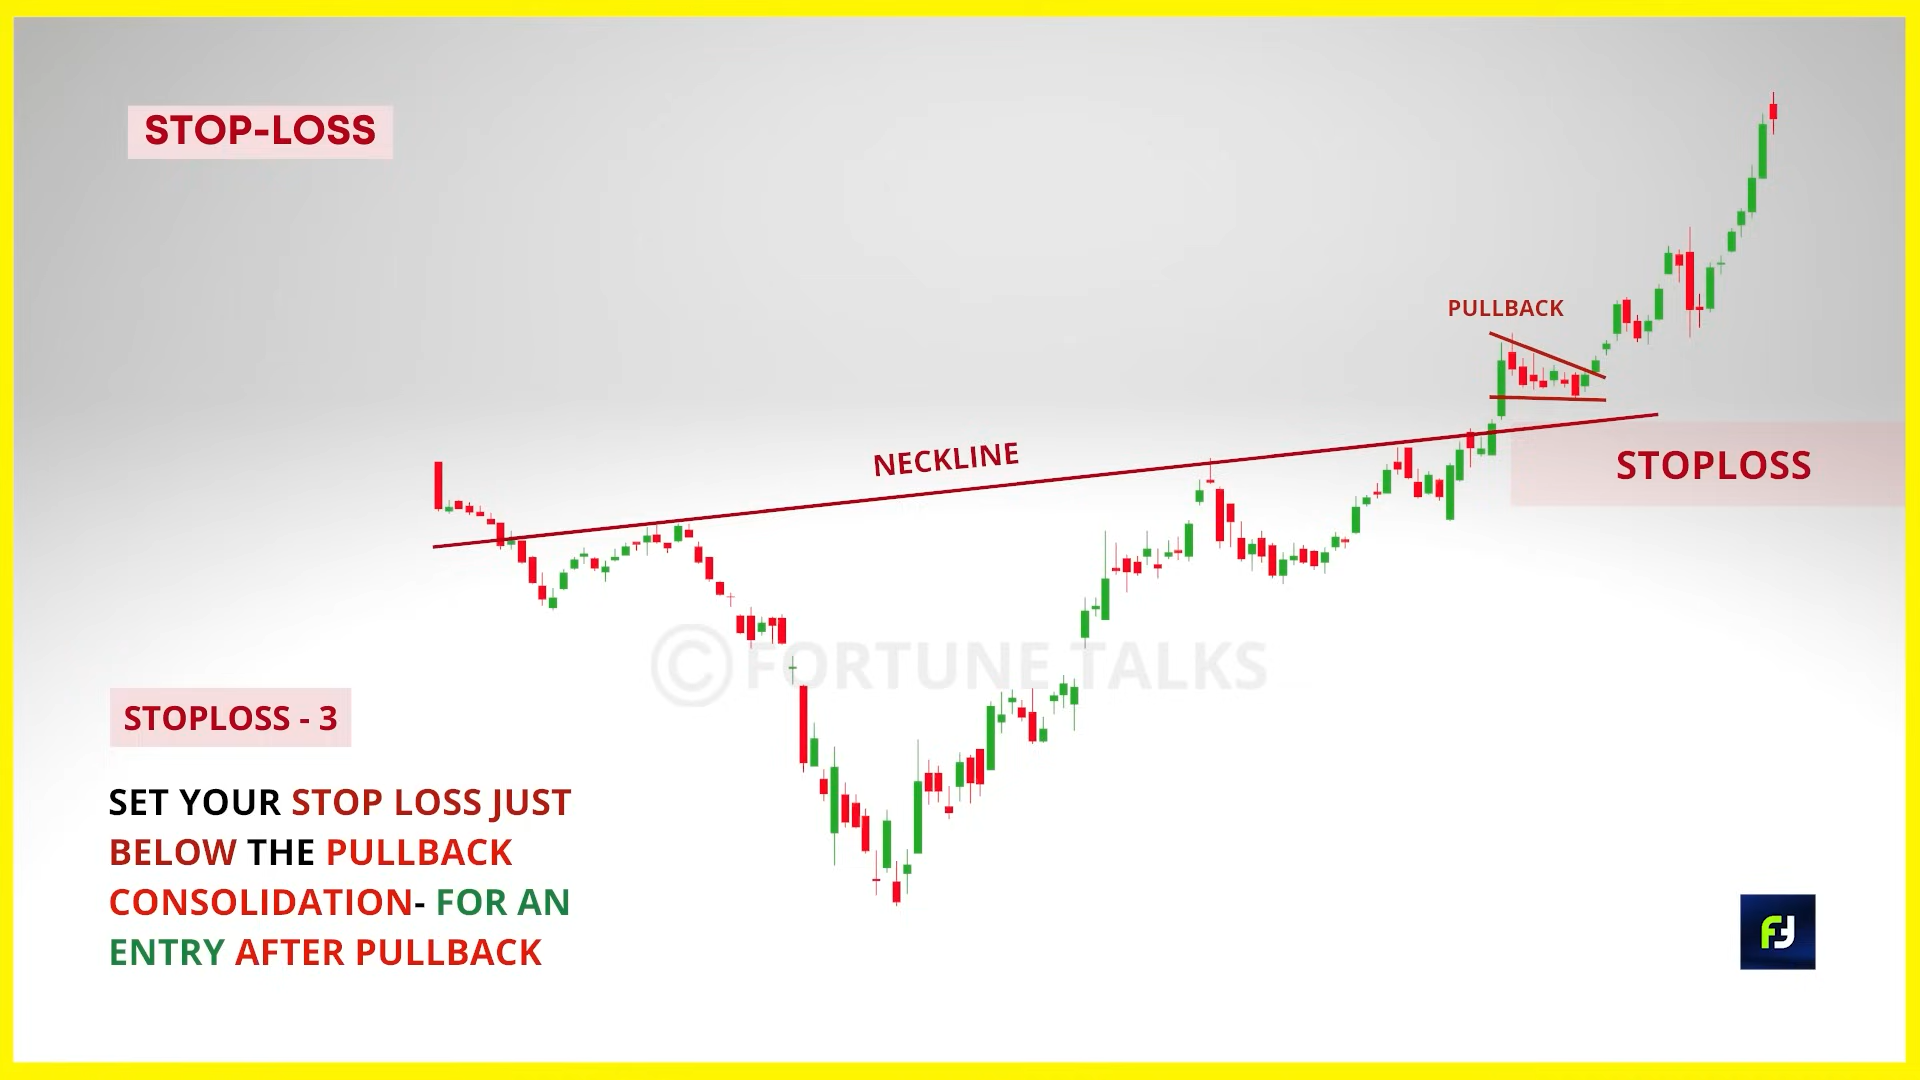 STOP-LOSS
PULLBACK
NECKLINE
STOPLOSS
© FORTUNE TALKS
STOPLOSS - 3
SET YOUR STOP LOSS JUST
BELOW THE PULLBACK
CONSOLIDATION- FOR AN
ENTRY AFTER PULLBACK